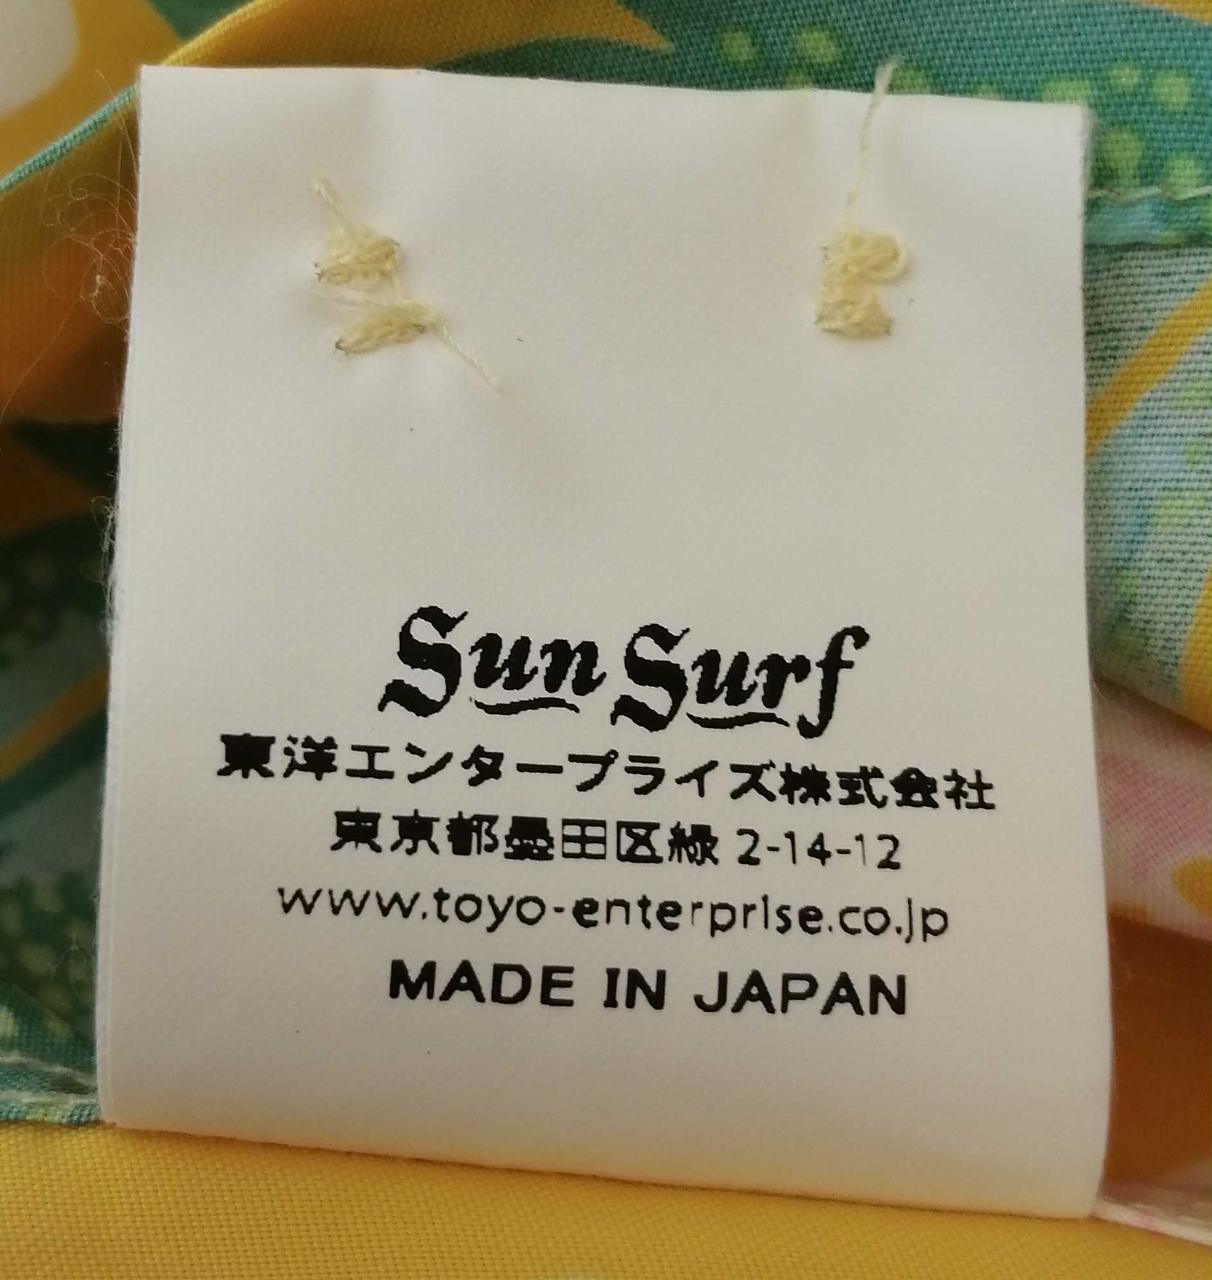 Sun Surf
東洋エンタープライズ株式会社
東京都墨田区緑 2-14-12
www.toyo-enterprise.co.jp
MADE IN JAPAN